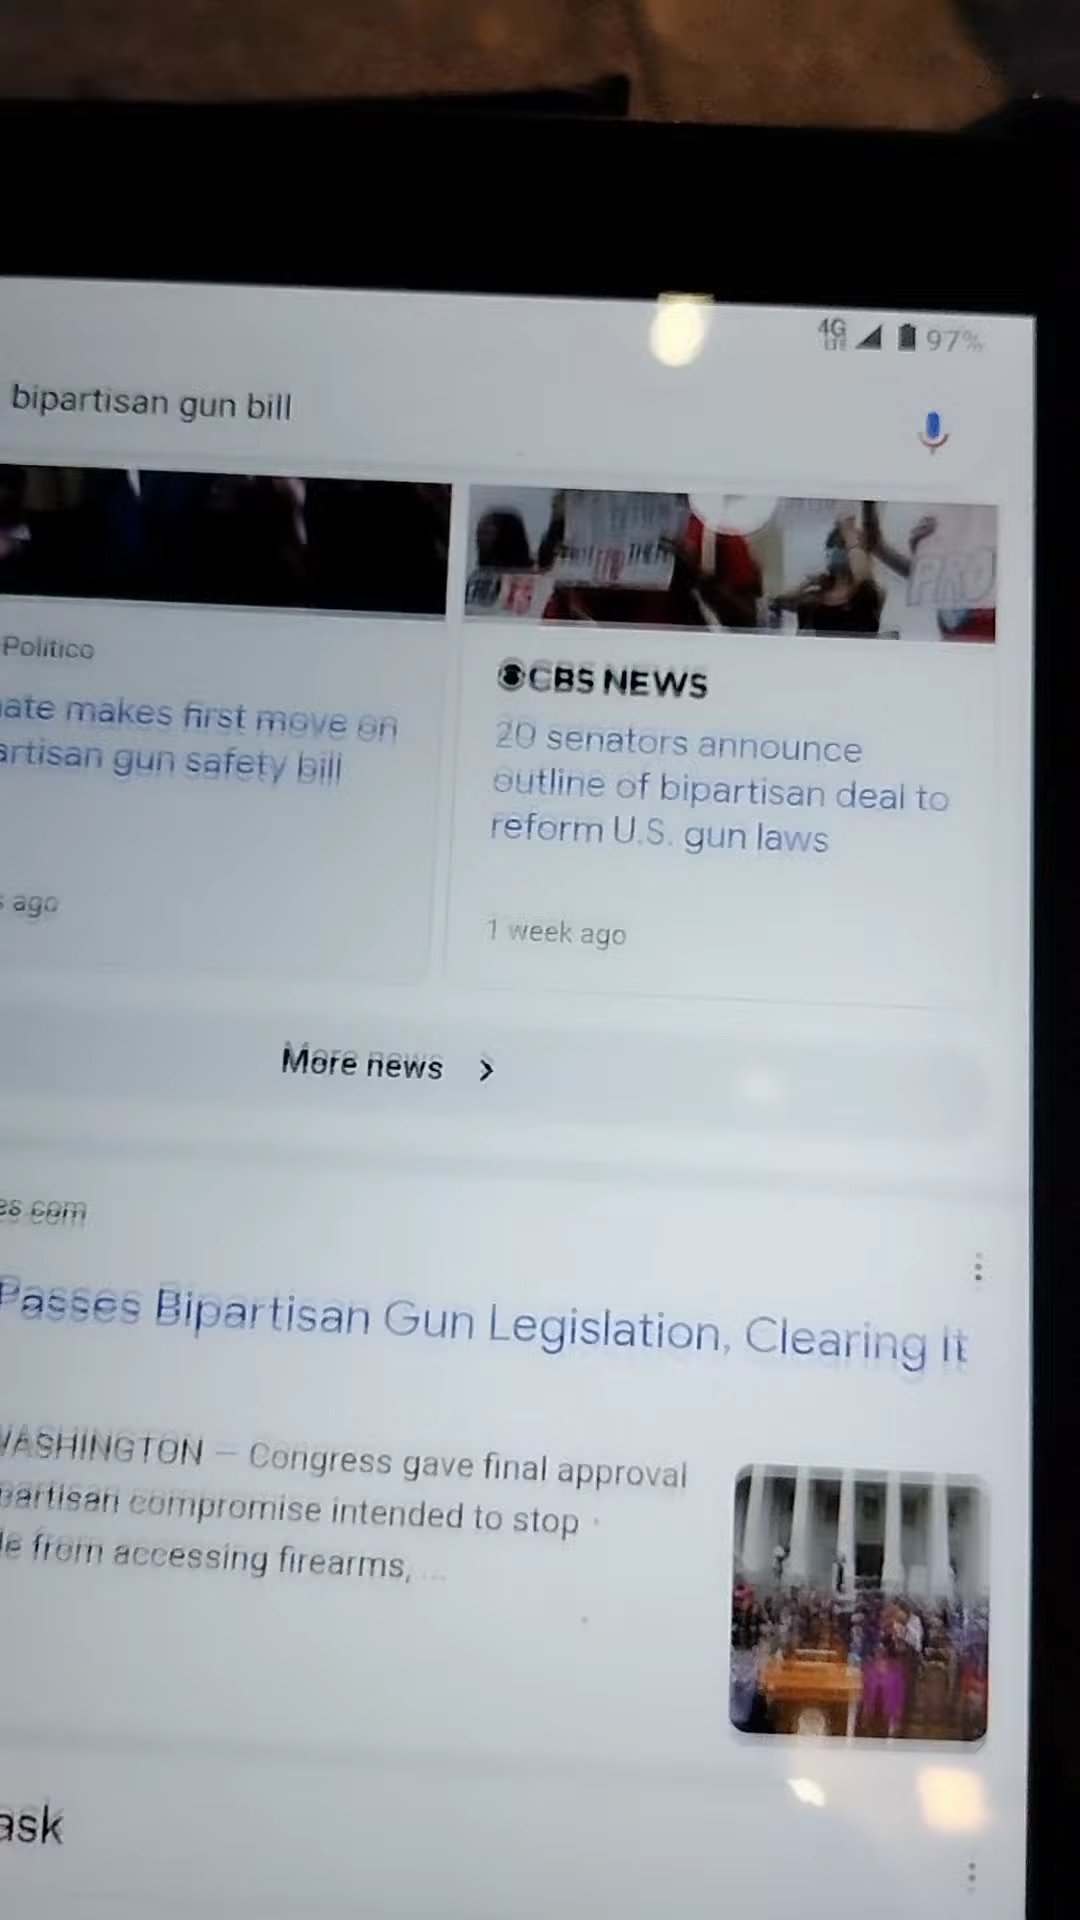 4G
LTE
97%
bipartisan gun bill
THEM
PRO
Politico
CBS NEWS
ate makes first move on
artisan gun safety bill
20 senators announce
outline of bipartisan deal to
reform U.S. gun laws
s ago
1 week ago
More news >
es.com
Passes Bipartisan Gun Legislation, Clearing It
WASHINGTON — Congress gave final approval
partisan compromise intended to stop
le from accessing firearms, ...
ask